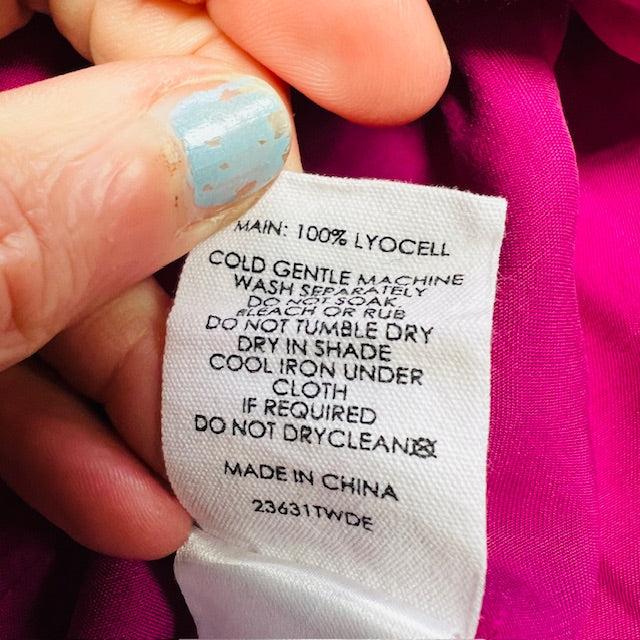 MAIN: 100% LYOCELL
COLD GENTLE MACHINE
WASH SEPARATELY
DO NOT SOAK
BLEACH OR RUB
DO NOT TUMBLE DRY
DRY IN SHADE
COOL IRON UNDER
CLOTH
IF REQUIRED
DO NOT DRYCLEAN
MADE IN CHINA
23631TWDE